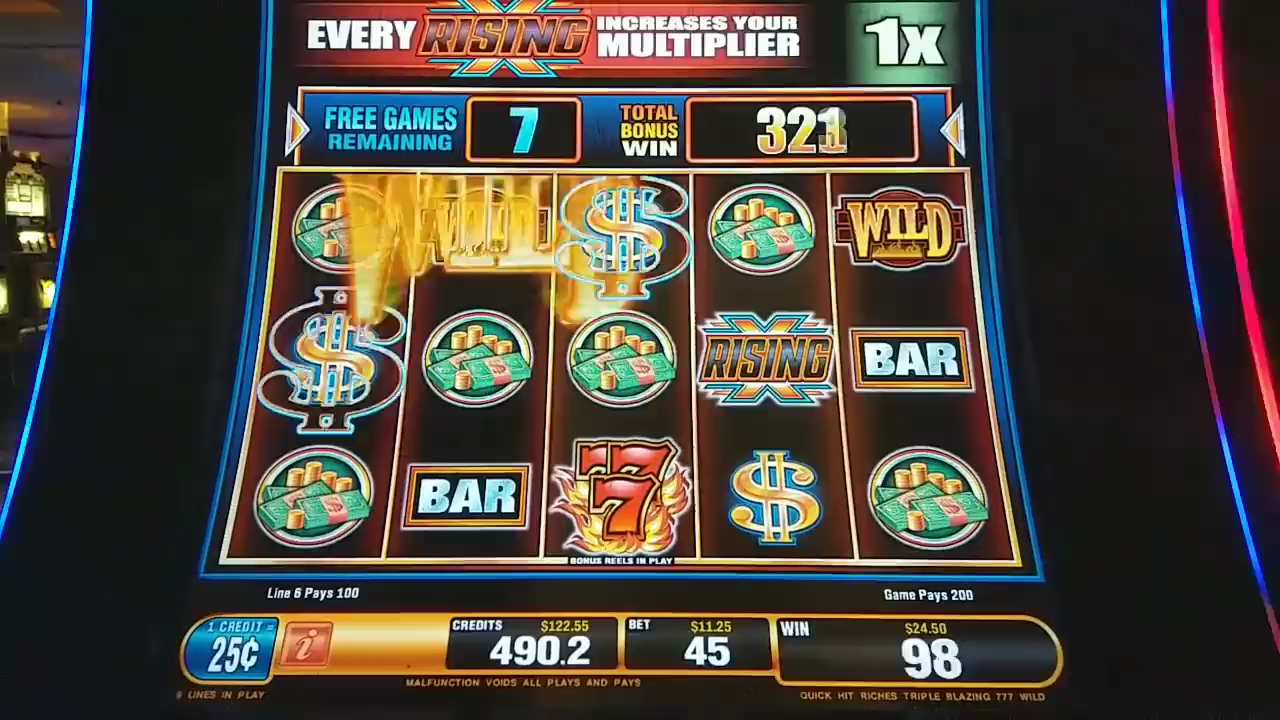 EVERY RISING INCREASES YOUR MULTIPLIER 1X
FREE GAMES REMAINING 7 TOTAL BONUS WIN
WILD WILD
RISING BAR
BAR 777
BONUS REELS IN PLAY
Line 6 Pays 100 Game Pays 200
1 CREDIT = 25¢ i CREDITS $122.55 490.2 BET $11.25 45 WIN $24.50 98
9 LINES IN PLAY MALFUNCTION VOIDS ALL PLAYS AND PAYS QUICK HIT RICHES TRIPLE BLAZING 777 WILD